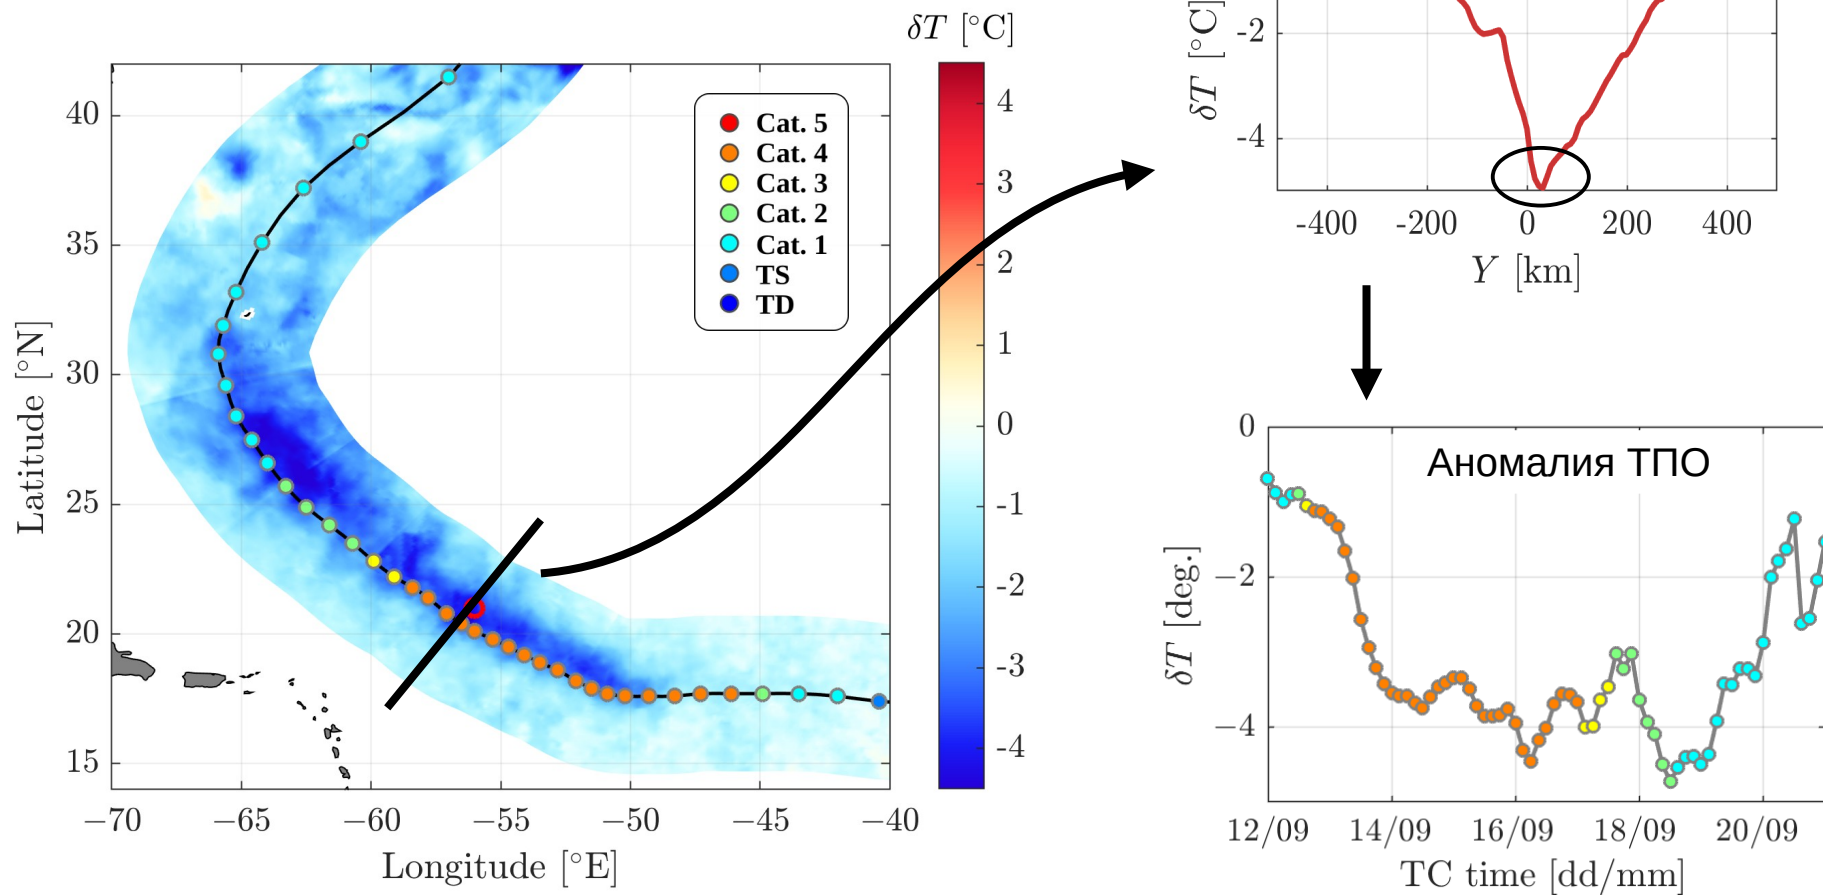 δT [°C]
40
35
30
25
20
15
Latitude [°N]
−70
−65
−60
−55
−50
−45
−40
Longitude [°E]
Cat. 5
Cat. 4
Cat. 3
Cat. 2
Cat. 1
TS
TD
4
3
2
1
0
-1
-2
-3
-4
δT [°C]
-2
-4
-400
-200
0
200
400
Y [km]
Аномалия ТПО
δT [deg.]
0
−2
−4
12/09
14/09
16/09
18/09
20/09
TC time [dd/mm]